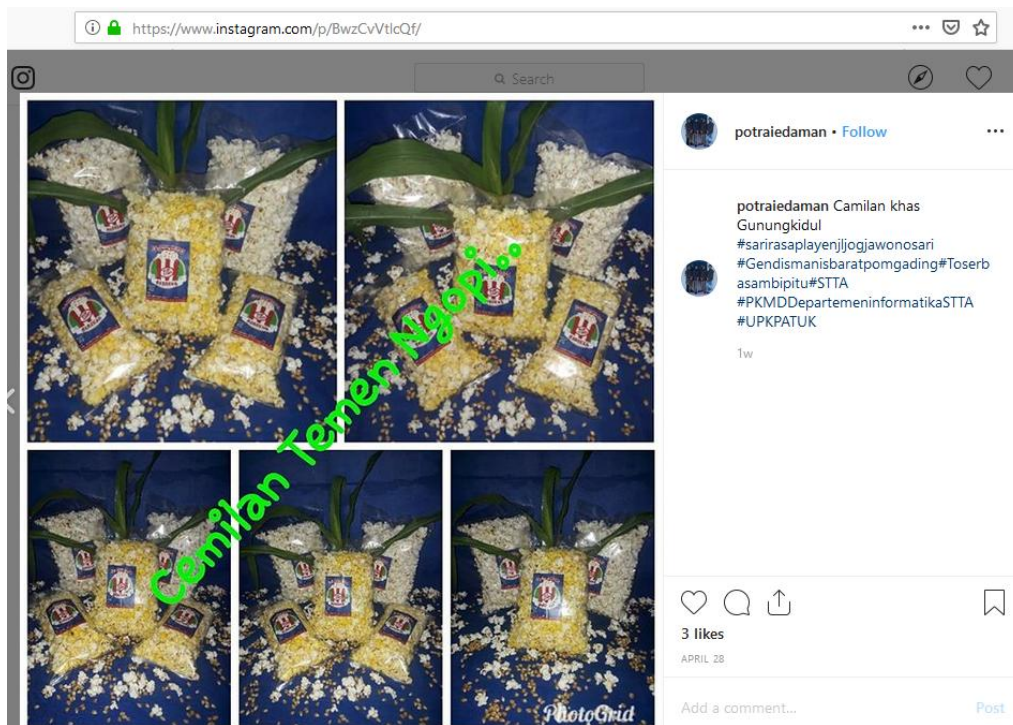 https://www.instagram.com/p/BwzCvVtlcQf/
Search
potraiedaman • Follow
potraiedaman Camilan khas
Gunungkidul
#sarirasaplayenjljogjawonosari
#Gendismanisbaratpomgading#Toserb
asambipitu#STTA
#PKMDDepartemeninformatikaSTTA
#UPKPATUK
1w
Cemilan Temen Ngopi..
PhotoGrid
3 likes
APRIL 28
Add a comment...
Post